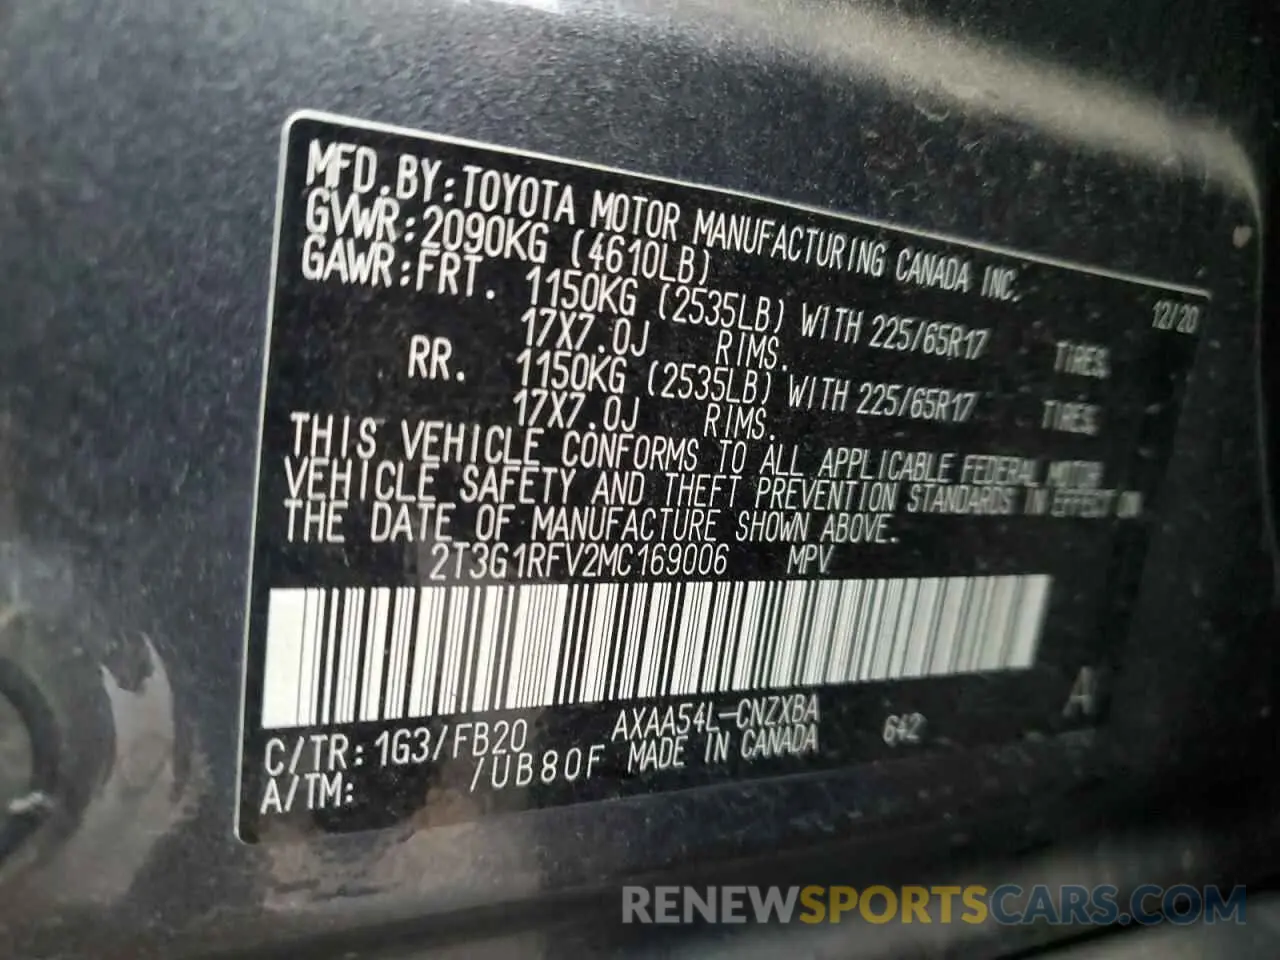 MFD.BY:TOYOTA MOTOR MANUFACTURING CANADA INC.
GVWR:2090KG (4610LB) 12/20
GAWR:FRT. 1150KG (2535LB) WITH 225/65R17 TIRES
17X7.0J RIMS.
RR. 1150KG (2535LB) WITH 225/65R17 TIRES
17X7.0J RIMS.
THIS VEHICLE CONFORMS TO ALL APPLICABLE FEDERAL MOTOR
VEHICLE SAFETY AND THEFT PREVENTION STANDARDS IN EFFECT ON
THE DATE OF MANUFACTURE SHOWN ABOVE.
2T3G1RFV2MC169006 MPV
A
C/TR:1G3/FB20 AXAA54L-CNZXBA 642
A/TM: /UB80F MADE IN CANADA
RENEWSPORTSCARS.COM